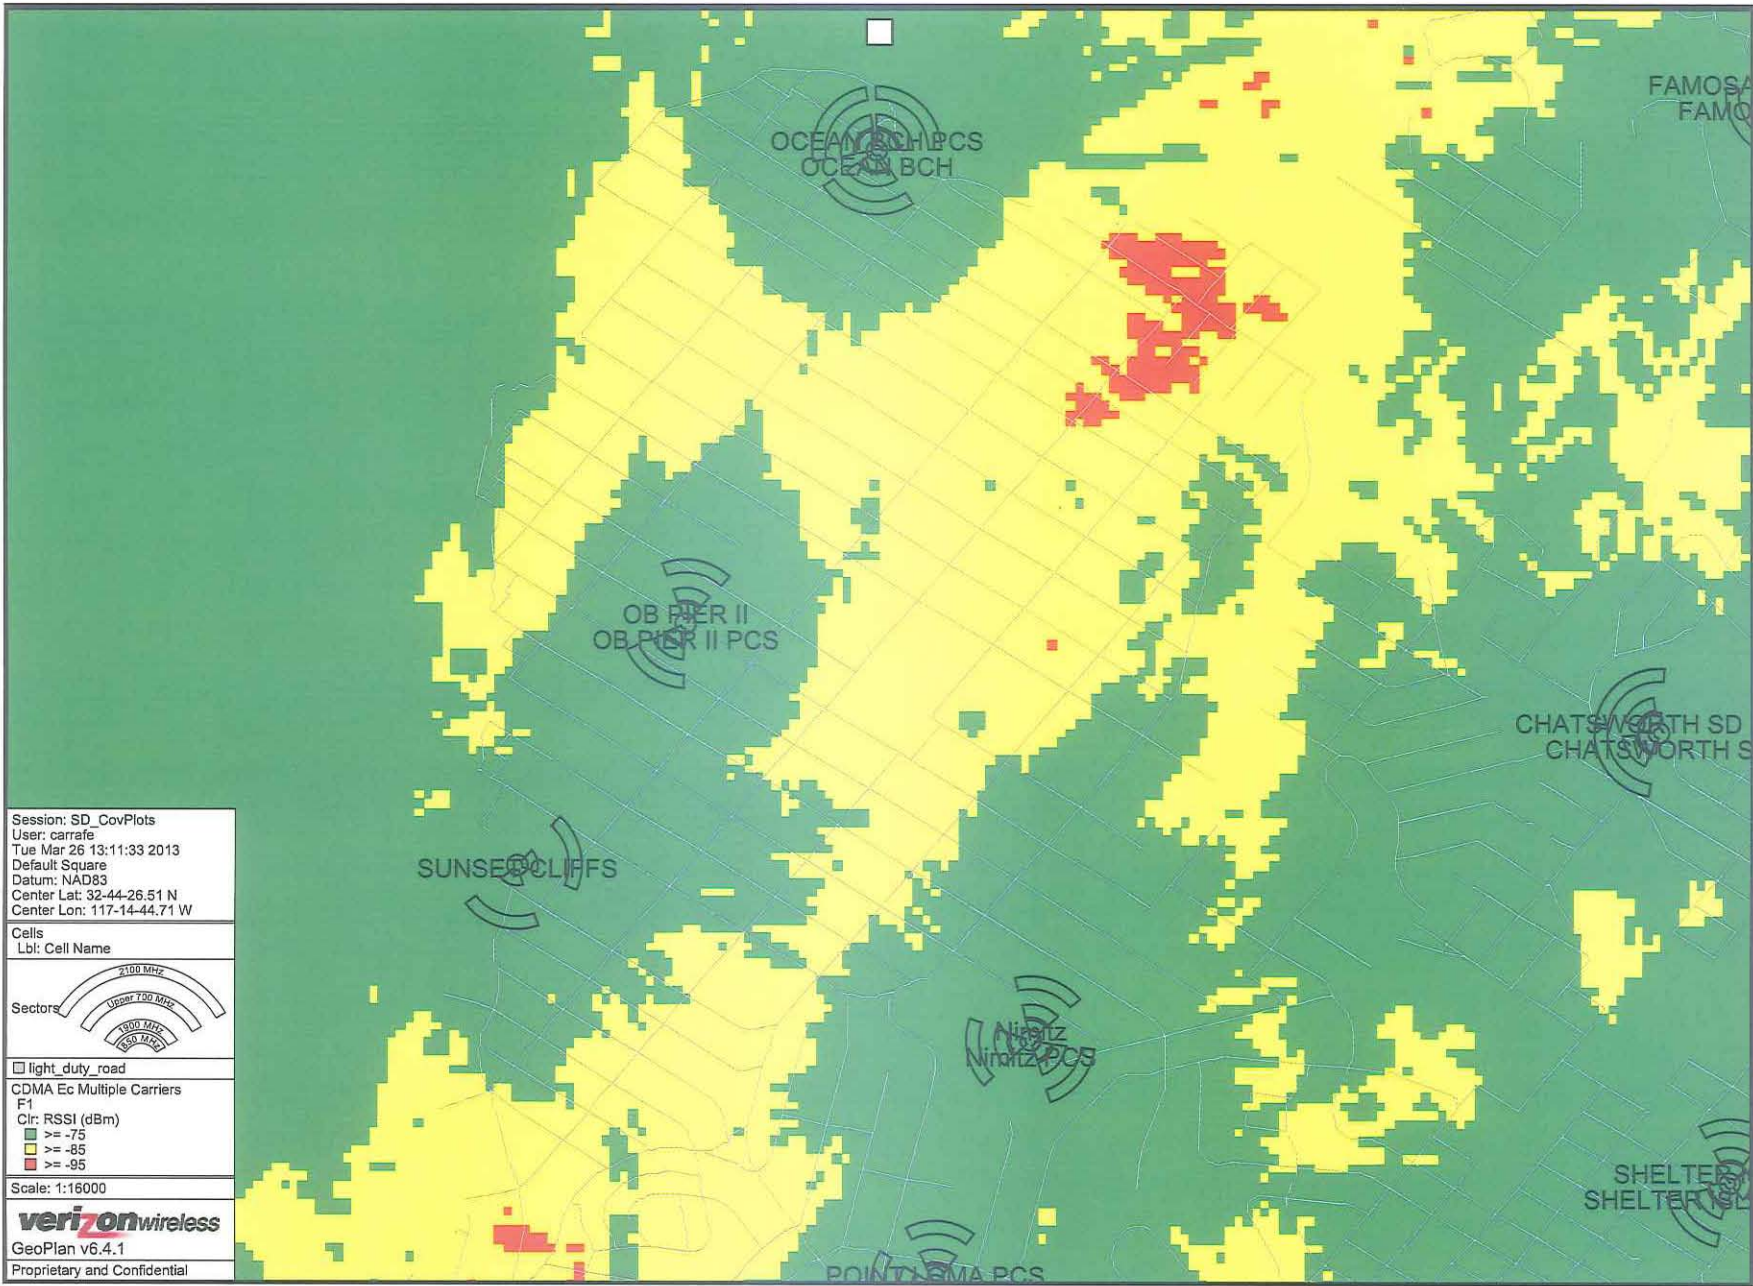 FAMOSA
FAMO
OCEAN BCH PCS
OCEAN BCH
OB PIER II
OB PIER II PCS
CHATSWORTH SD
CHATSWORTH S
SUNSET CLIFFS
Nimitz
Nimitz PCS
SHELTER
SHELTER ISL
POINT LOMA PCS
Session: SD_CovPlots
User: carrafe
Tue Mar 26 13:11:33 2013
Default Square
Datum: NAD83
Center Lat: 32-44-26.51 N
Center Lon: 117-14-44.71 W
Cells
Lbl: Cell Name
2100 MHz
Upper 700 MHz
Sectors
1900 MHz
850 MHz
light_duty_road
CDMA Ec Multiple Carriers
F1
Clr: RSSI (dBm)
>= -75
>= -85
>= -95
Scale: 1:16000
verizonwireless
GeoPlan v6.4.1
Proprietary and Confidential